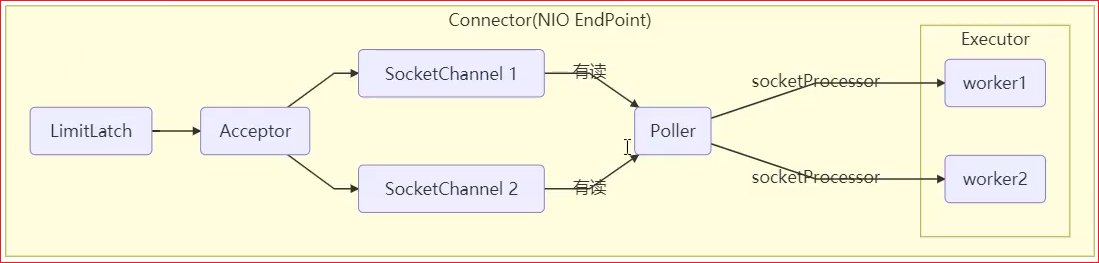 Connector(NIO EndPoint)
LimitLatch
Acceptor
SocketChannel 1
有读
SocketChannel 2
有读
Poller
socketProcessor
socketProcessor
Executor
worker1
worker2